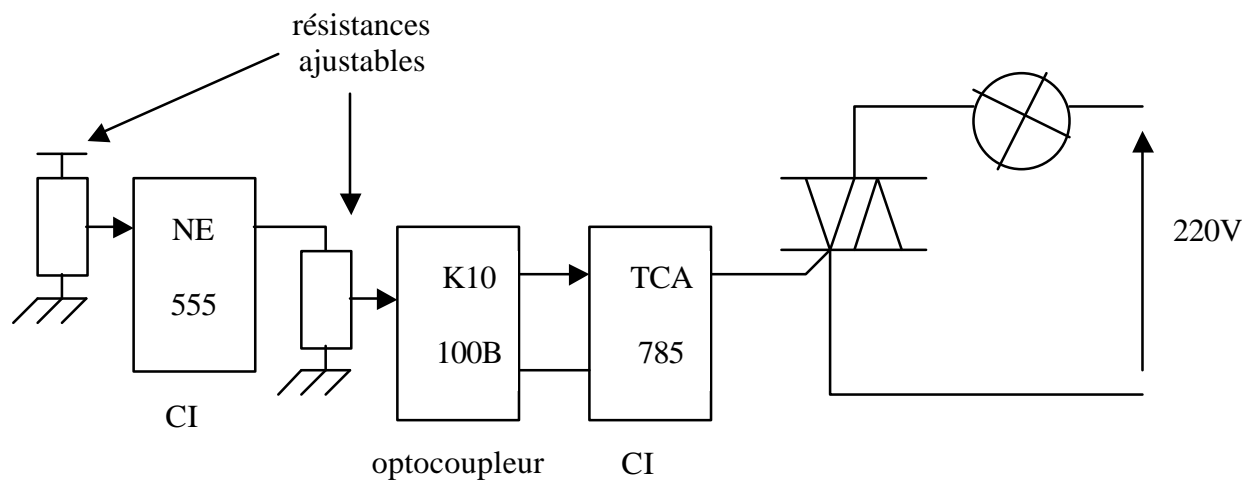 résistances
ajustables
NE
555
CI
K10
100B
optocoupleur
TCA
785
CI
220V